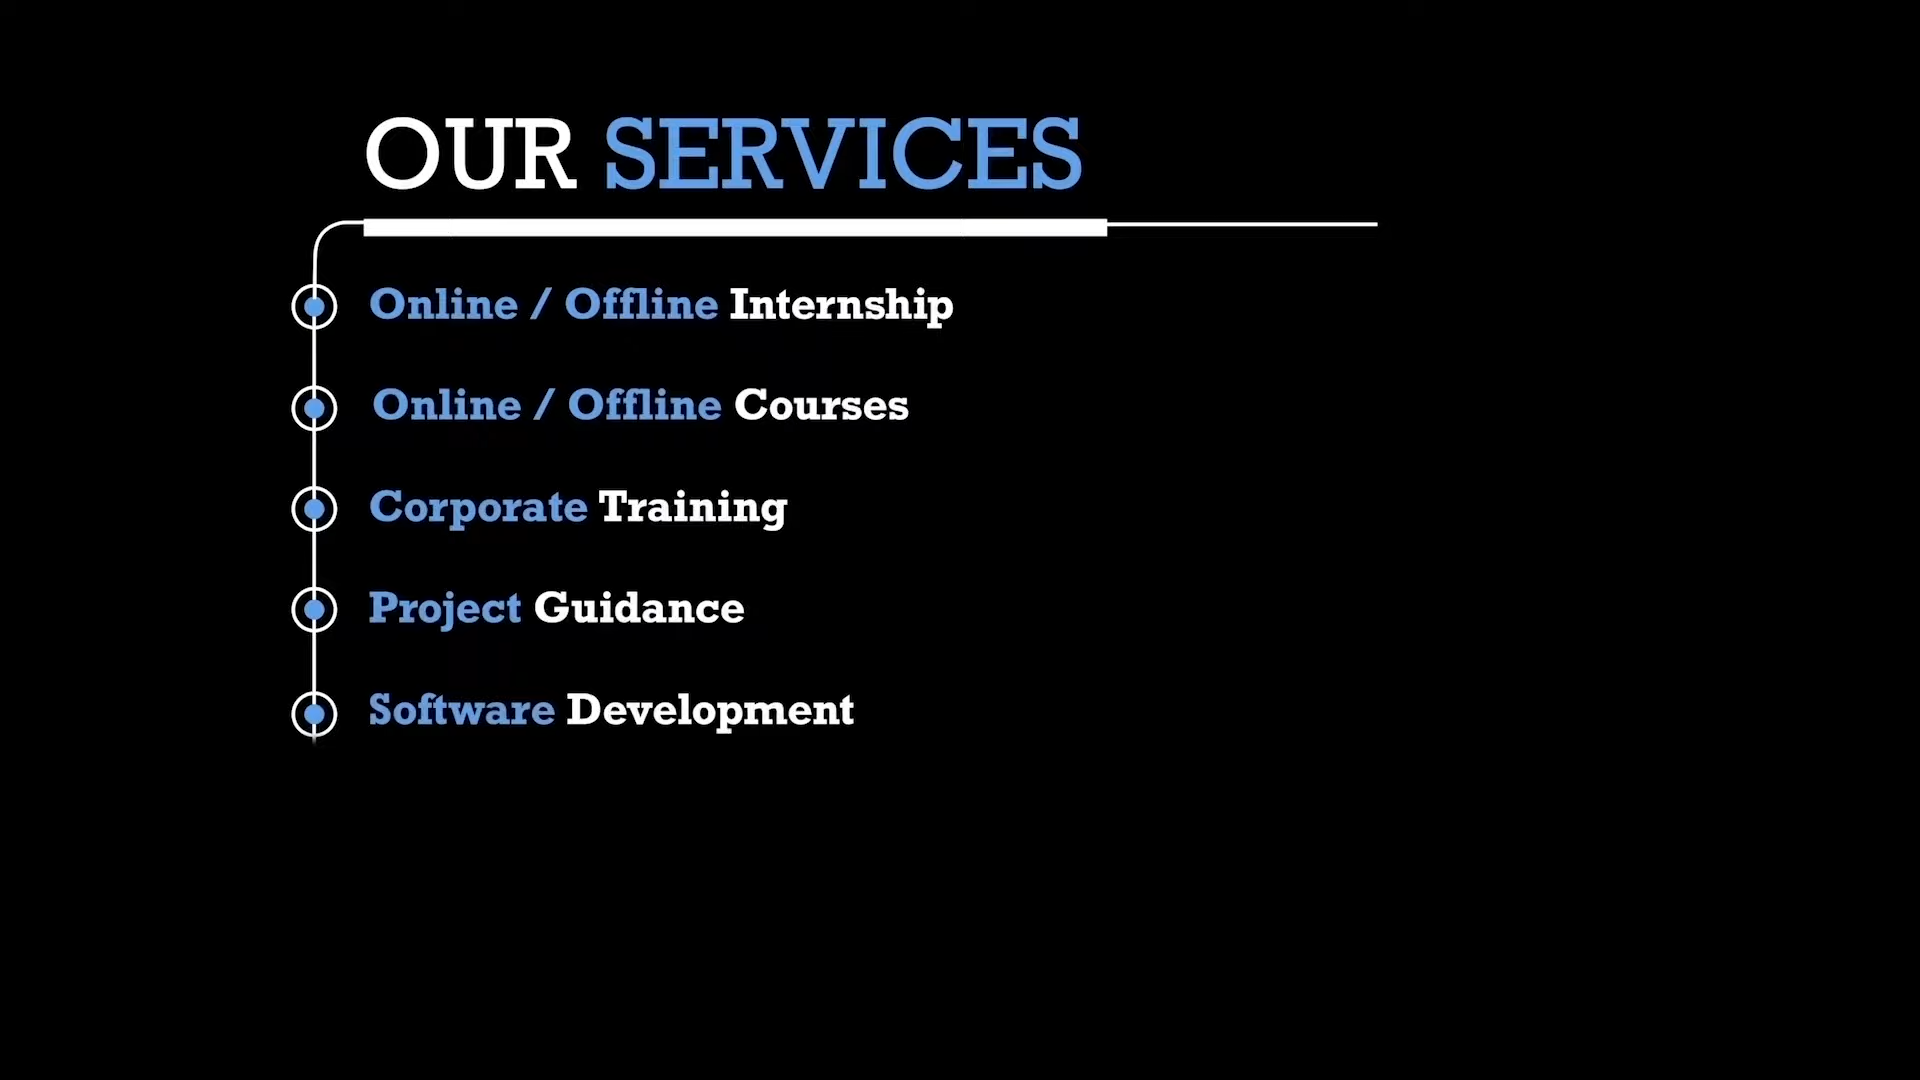 OUR SERVICES
Online / Offline Internship
Online / Offline Courses
Corporate Training
Project Guidance
Software Development